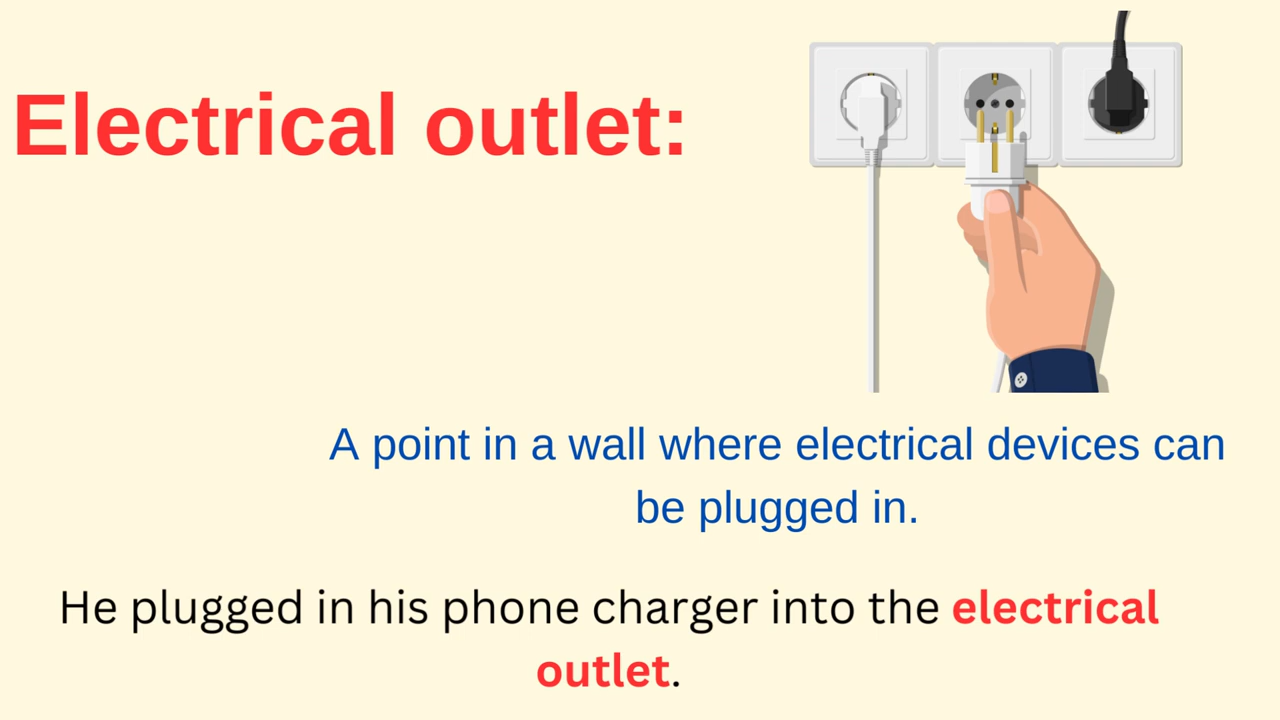 Electrical outlet:
A point in a wall where electrical devices can
be plugged in.
He plugged in his phone charger into the electrical
outlet.